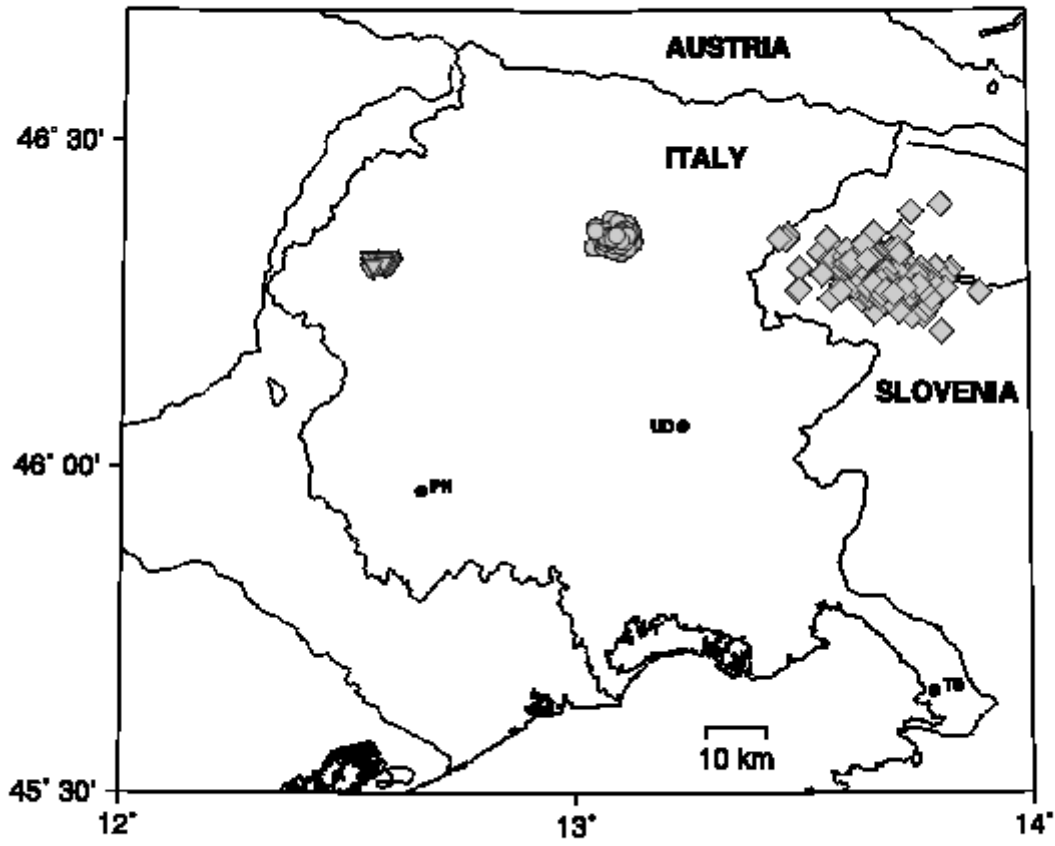 AUSTRIA
46° 30'
ITALY
SLOVENIA
UD
46° 00'
PN
TS
10 km
45° 30'
12°
13°
14°